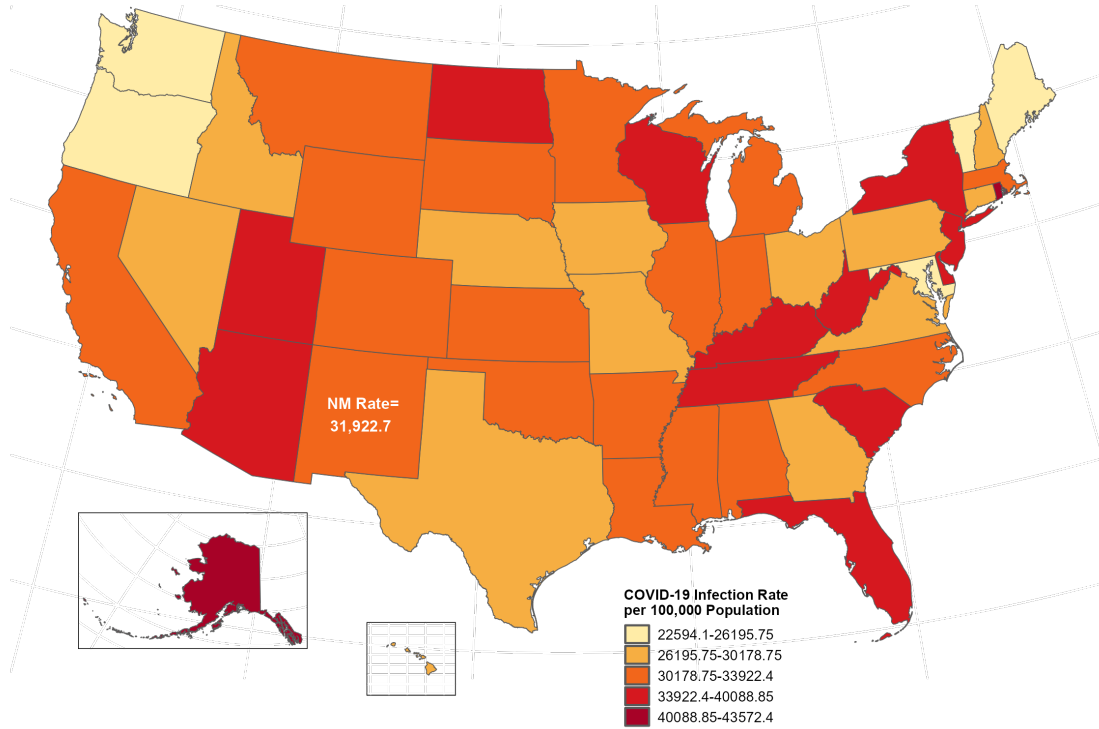 NM Rate=
31,922.7
COVID-19 Infection Rate
per 100,000 Population
22594.1-26195.75
26195.75-30178.75
30178.75-33922.4
33922.4-40088.85
40088.85-43572.4